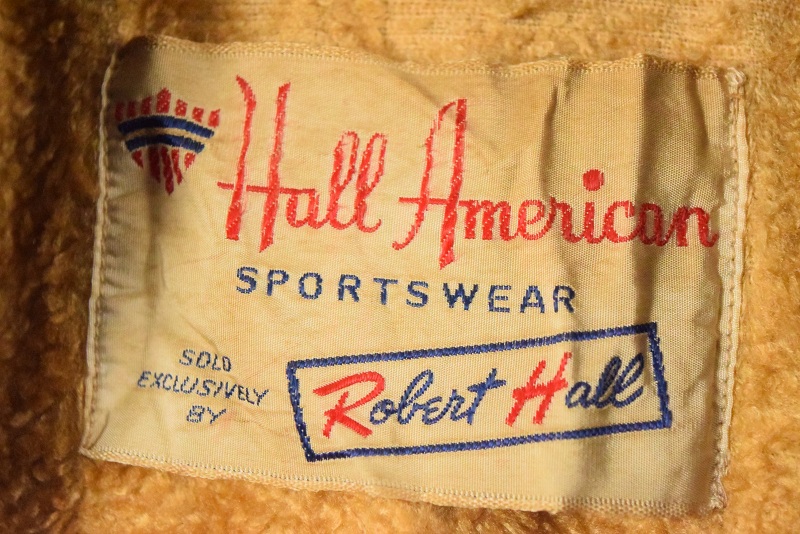 Hall American
SPORTSWEAR
SOLD
EXCLUSIVELY
BY
Robert Hall